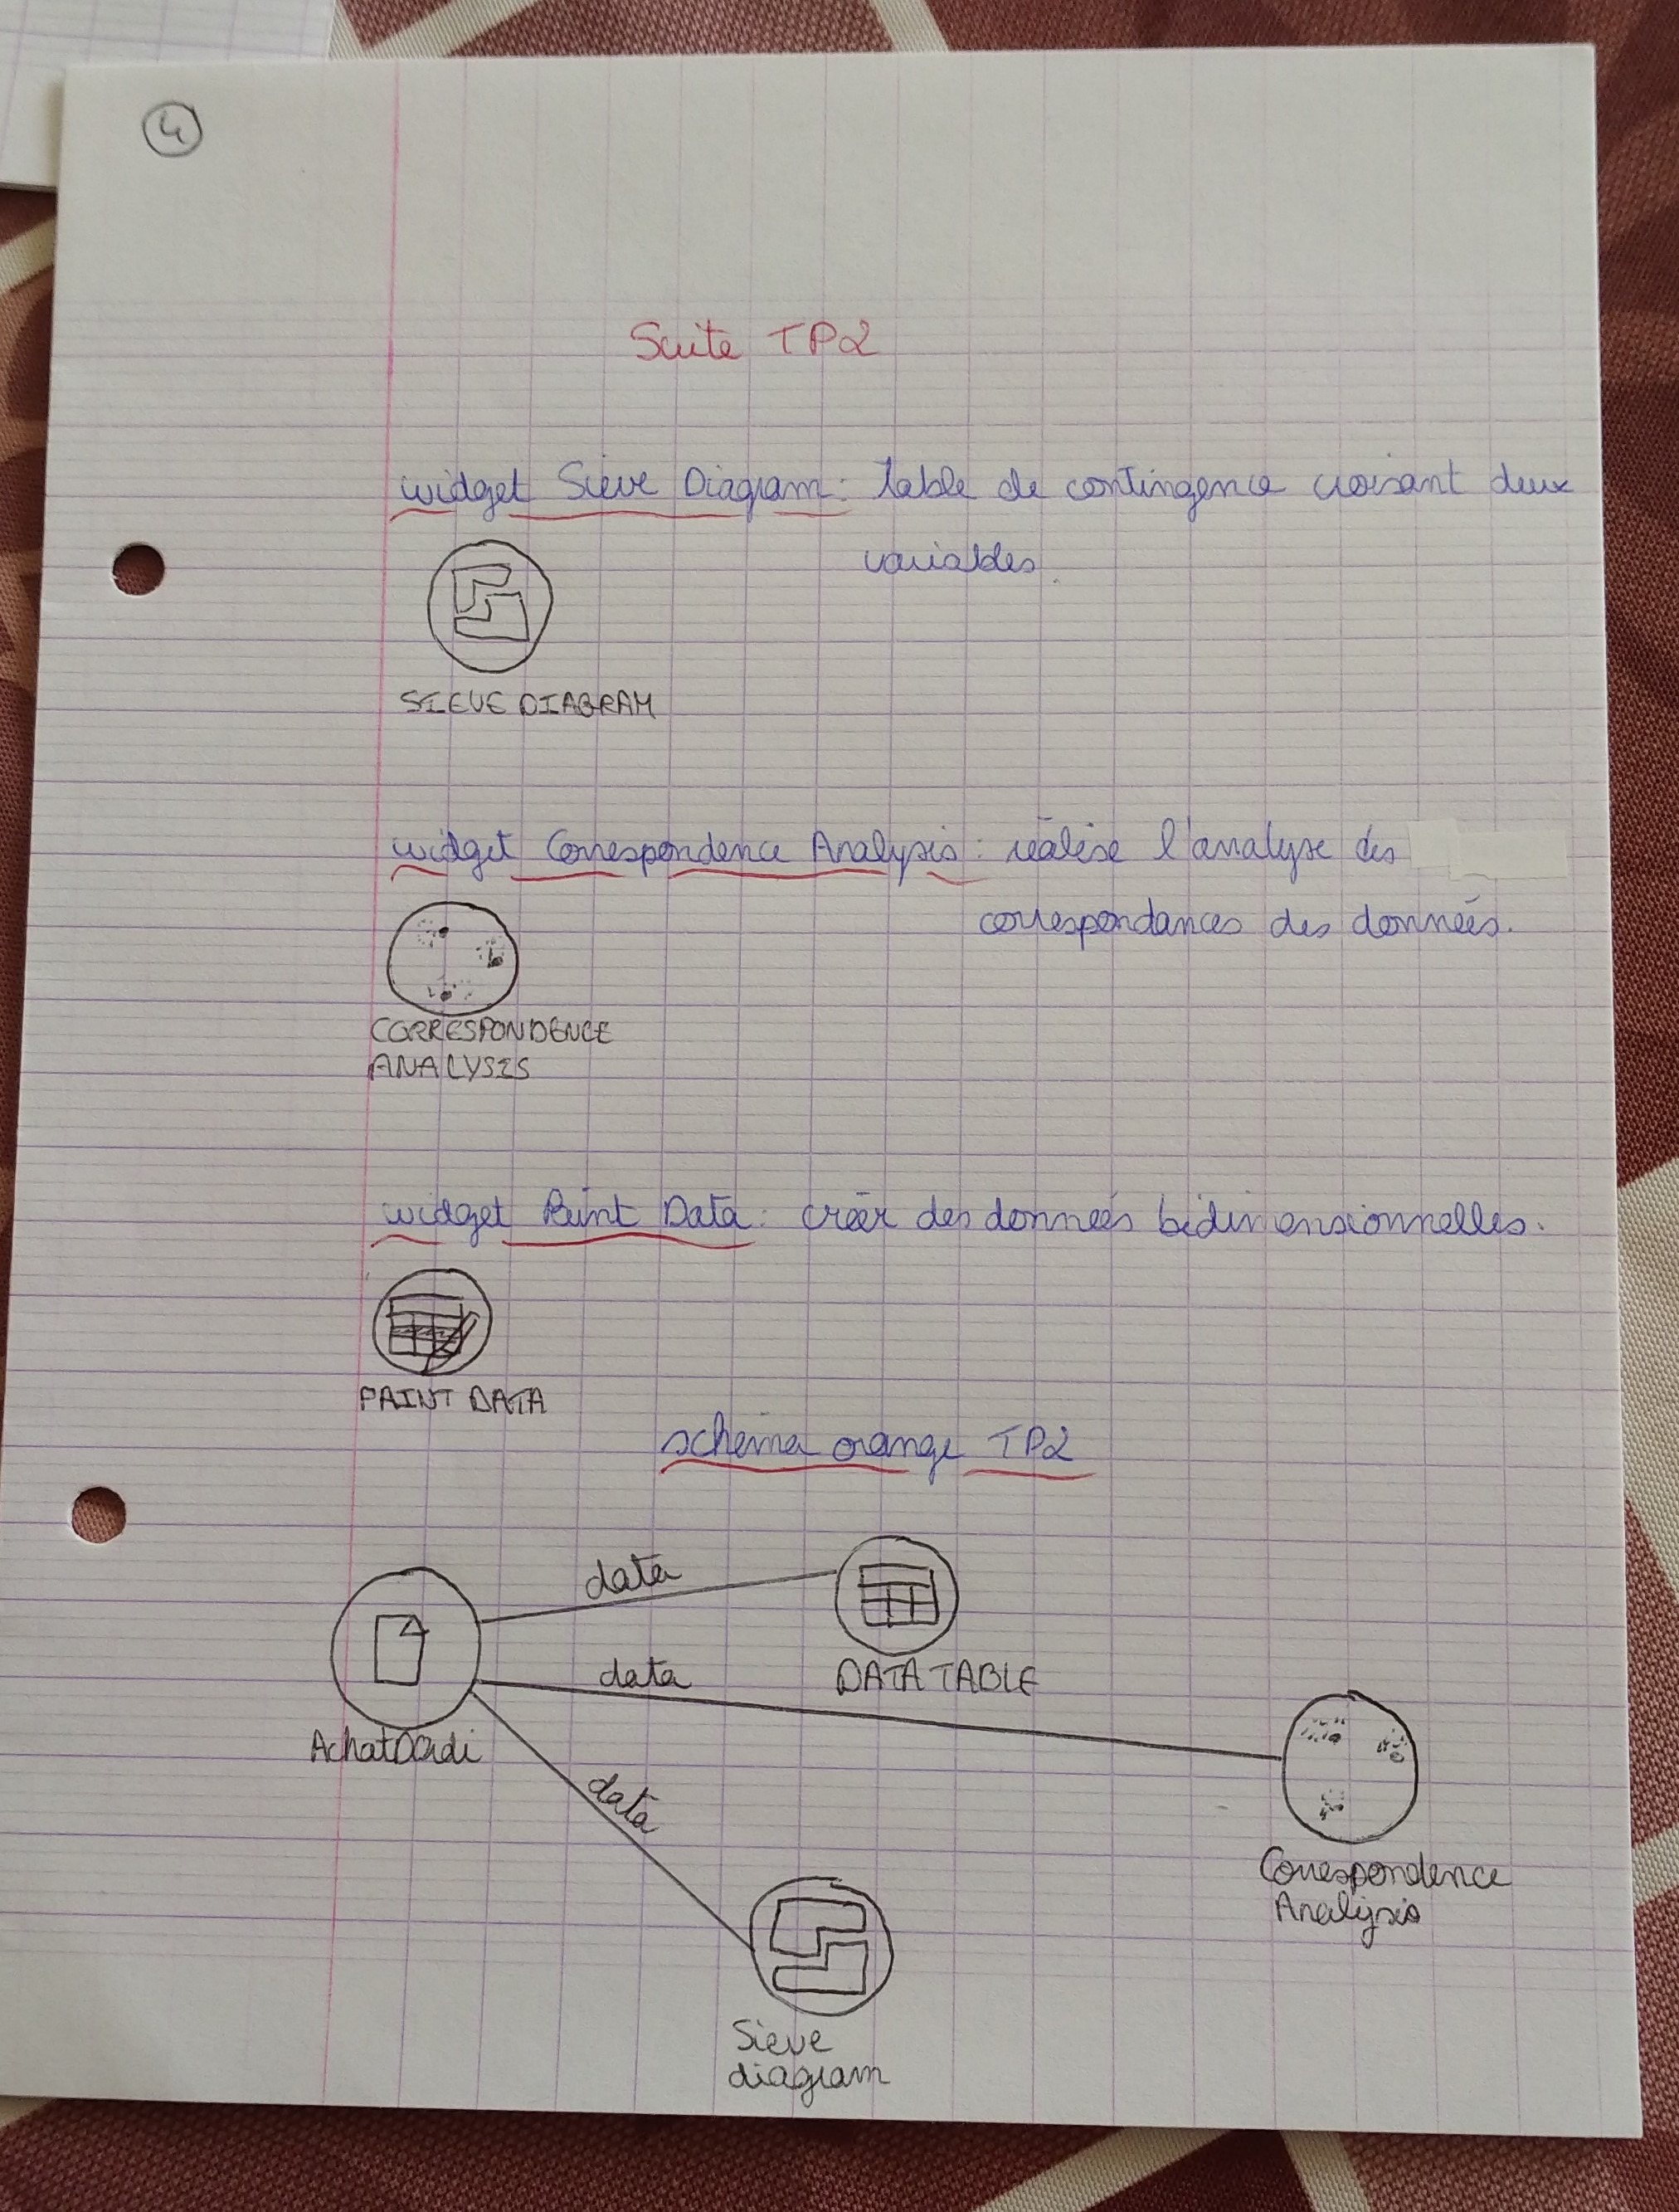 4
Suite TP2
widget Sieve Diagram : table de contingence croisant deux
variables.
SIEVE DIAGRAM
widget Correspondence Analysis : réalise l'analyse des
correspondances des données.
CORRESPONDENCE
ANALYSIS
widget Paint Data : créer des données bidimensionnelles.
PAINT DATA
schéma orange TP2
data
DATA TABLE
data
data
Correspondence
Analysis
Sieve
diagram